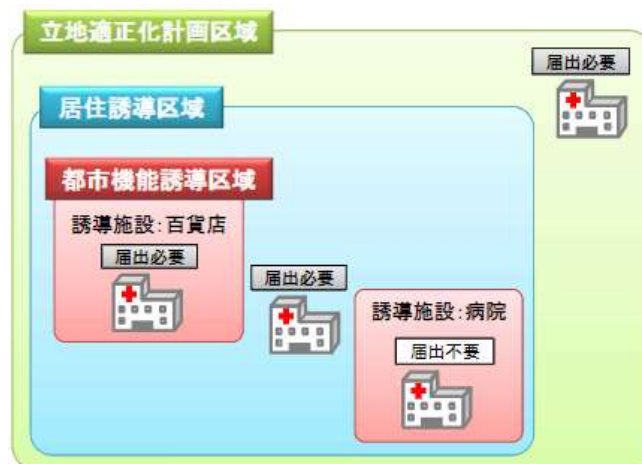 立地適正化計画区域
届出必要
居住誘導区域
都市機能誘導区域
誘導施設:百貨店
届出必要
届出必要
誘導施設:病院
届出不要